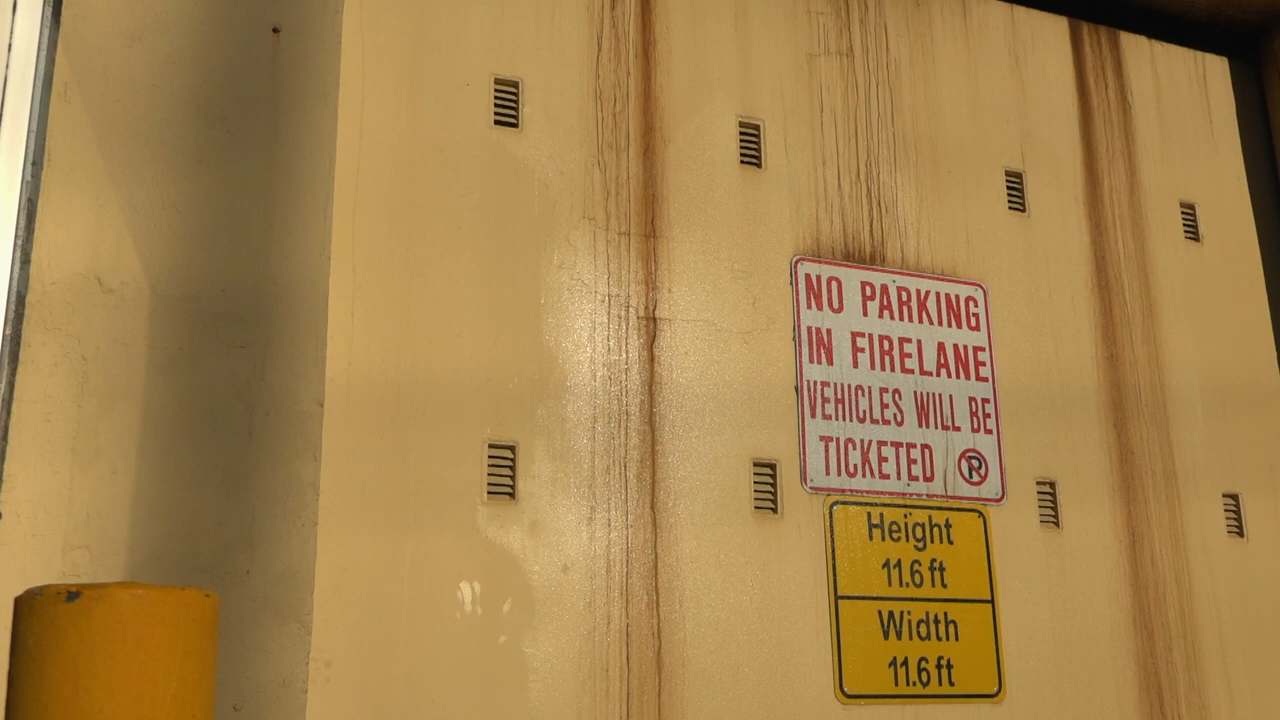 NO PARKING
IN FIRELANE
VEHICLES WILL BE
TICKETED P
Height
11.6 ft
Width
11.6 ft